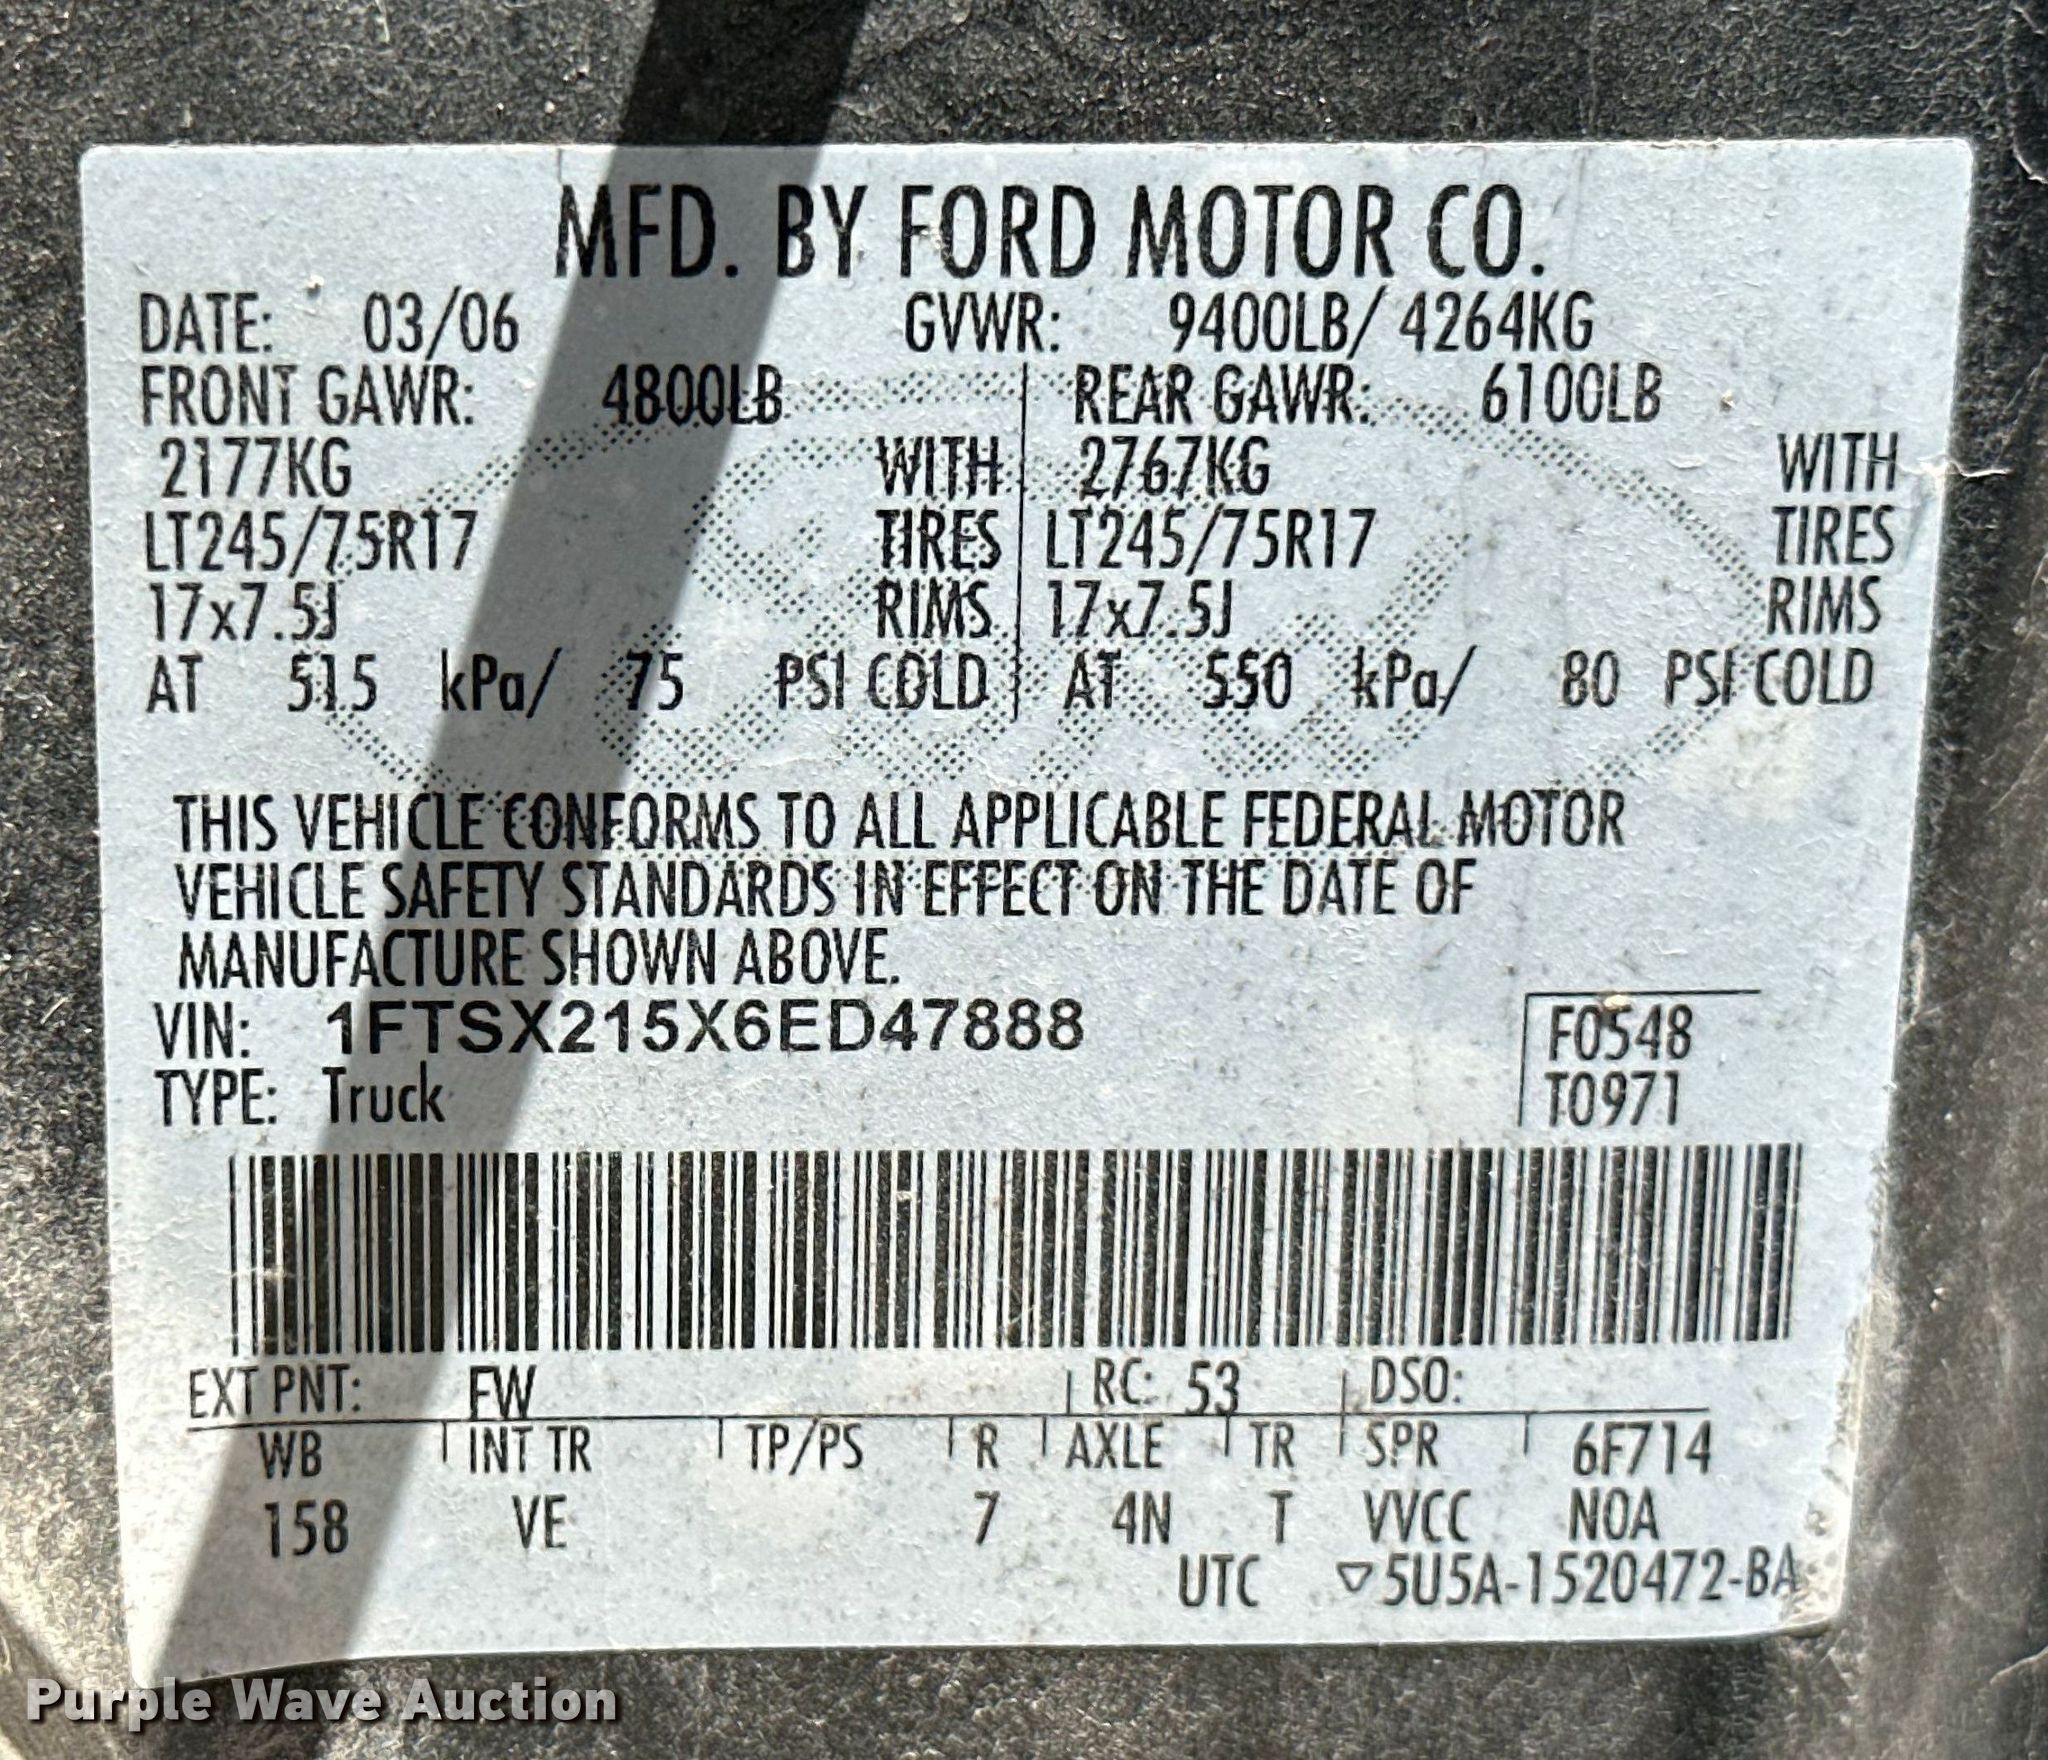 MFD. BY FORD MOTOR CO.
DATE: 03/06 GVWR: 9400LB/ 4264KG
FRONT GAWR: 4800LB REAR GAWR: 6100LB
2177KG WITH 2767KG WITH
LT245/75R17 TIRES LT245/75R17 TIRES
17x7.5J RIMS 17x7.5J RIMS
AT 515 kPa/ 75 PSI COLD AT 550 kPa/ 80 PSI COLD
THIS VEHICLE CONFORMS TO ALL APPLICABLE FEDERAL MOTOR
VEHICLE SAFETY STANDARDS IN EFFECT ON THE DATE OF
MANUFACTURE SHOWN ABOVE.
VIN: 1FTSX215X6ED47888 F0548
TYPE: Truck T0971
EXT PNT: FW RC: 53 DSO:
WB INT TR TP/PS R AXLE TR SPR 6F714
158 VE 7 4N T VVCC NOA
UTC ▽5U5A-1520472-BA
Purple Wave Auction